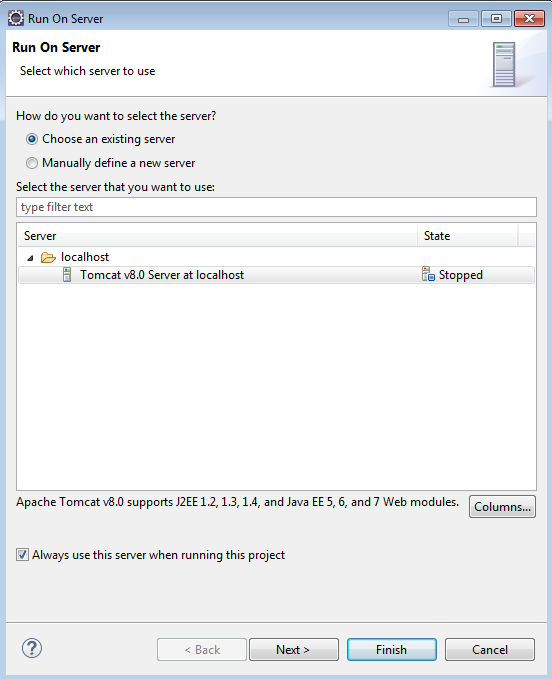 Run On Server
Run On Server
Select which server to use
How do you want to select the server?
Choose an existing server
Manually define a new server
Select the server that you want to use:
type filter text
Server State
localhost
Tomcat v8.0 Server at localhost Stopped
Apache Tomcat v8.0 supports J2EE 1.2, 1.3, 1.4, and Java EE 5, 6, and 7 Web modules.
Columns...
Always use this server when running this project
? < Back Next > Finish Cancel